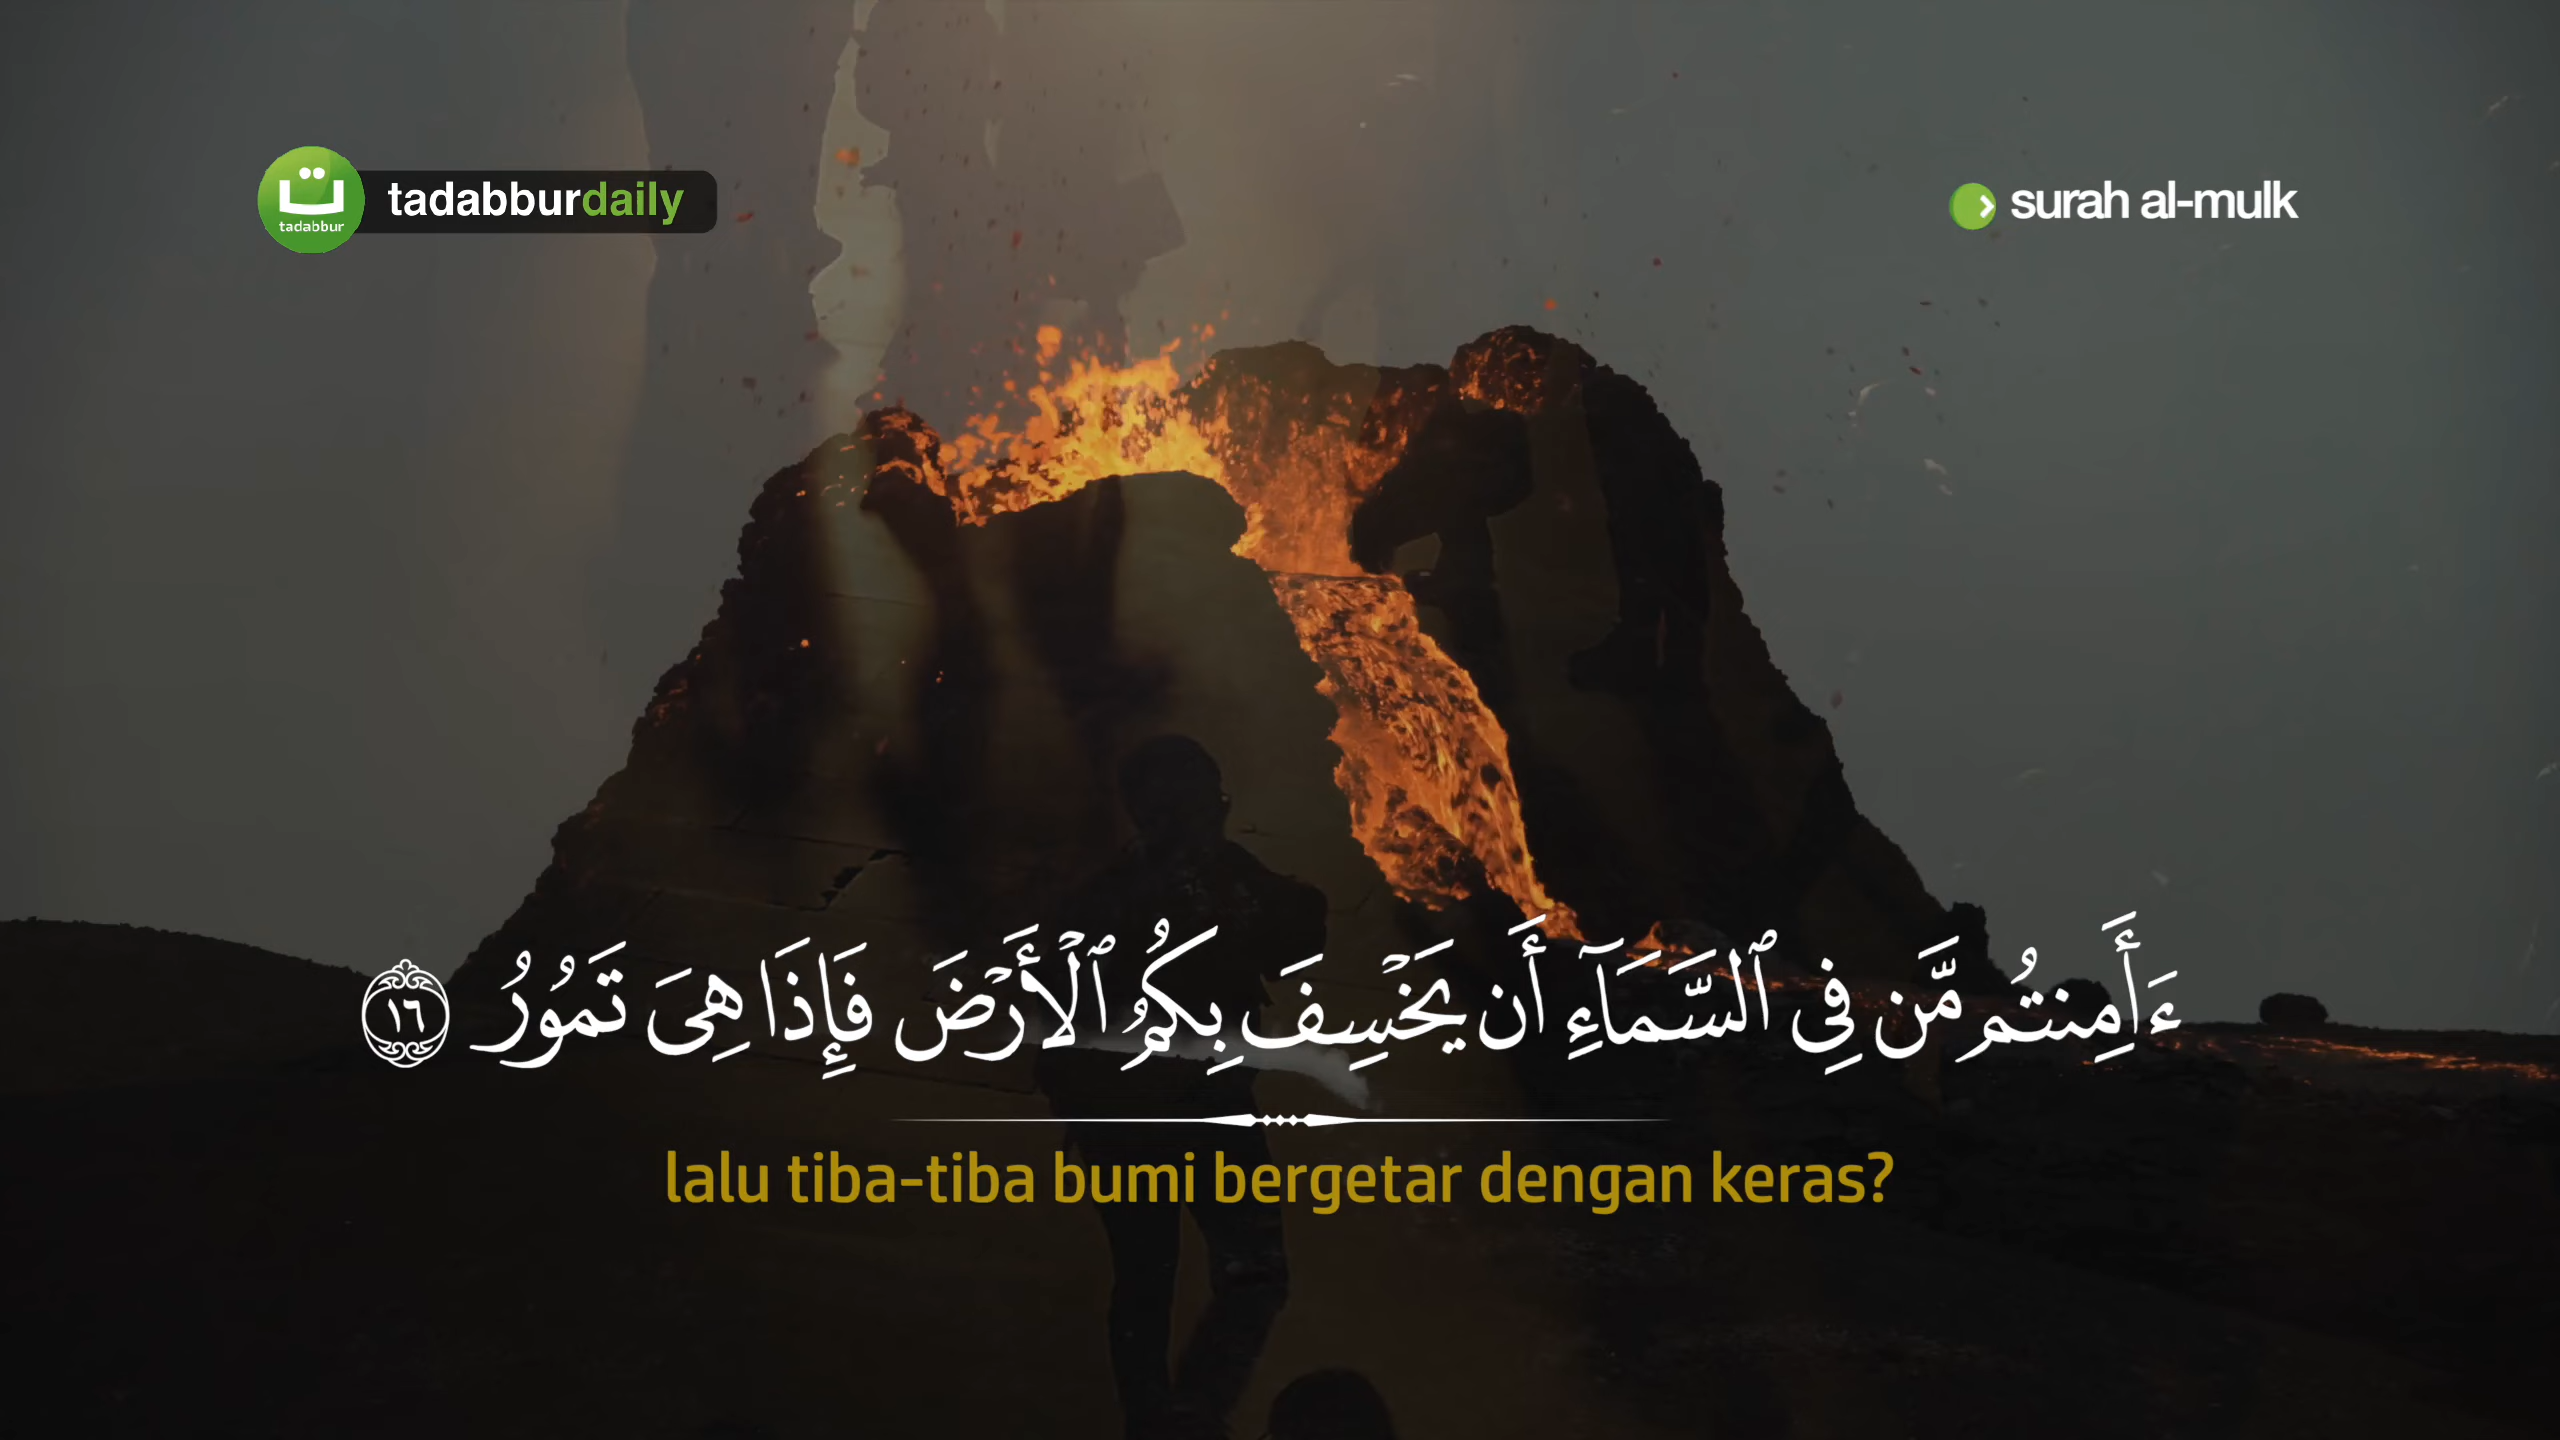 ت
tadabbur
tadabburdaily
surah al-mulk
ءَأَمِنتُم مَّن فِى ٱلسَّمَآءِ أَن يَخْسِفَ بِكُمُ ٱلْأَرْضَ فَإِذَا هِىَ تَمُورُ ١٦
lalu tiba-tiba bumi bergetar dengan keras?